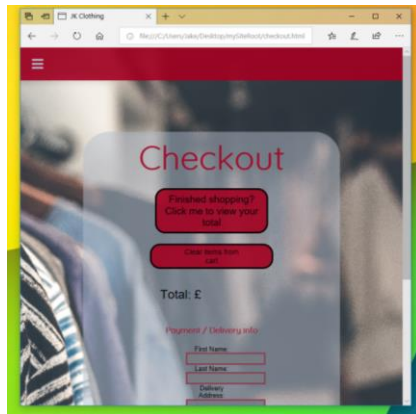 JK Clothing
file:///C:/Users/Jake/Desktop/mySiteRoot/checkout.html
Checkout
Finished shopping?
Click me to view your
total
Clear items from
cart
Total: £
Payment / Delivery info
First Name:
Last Name:
Delivery
Address